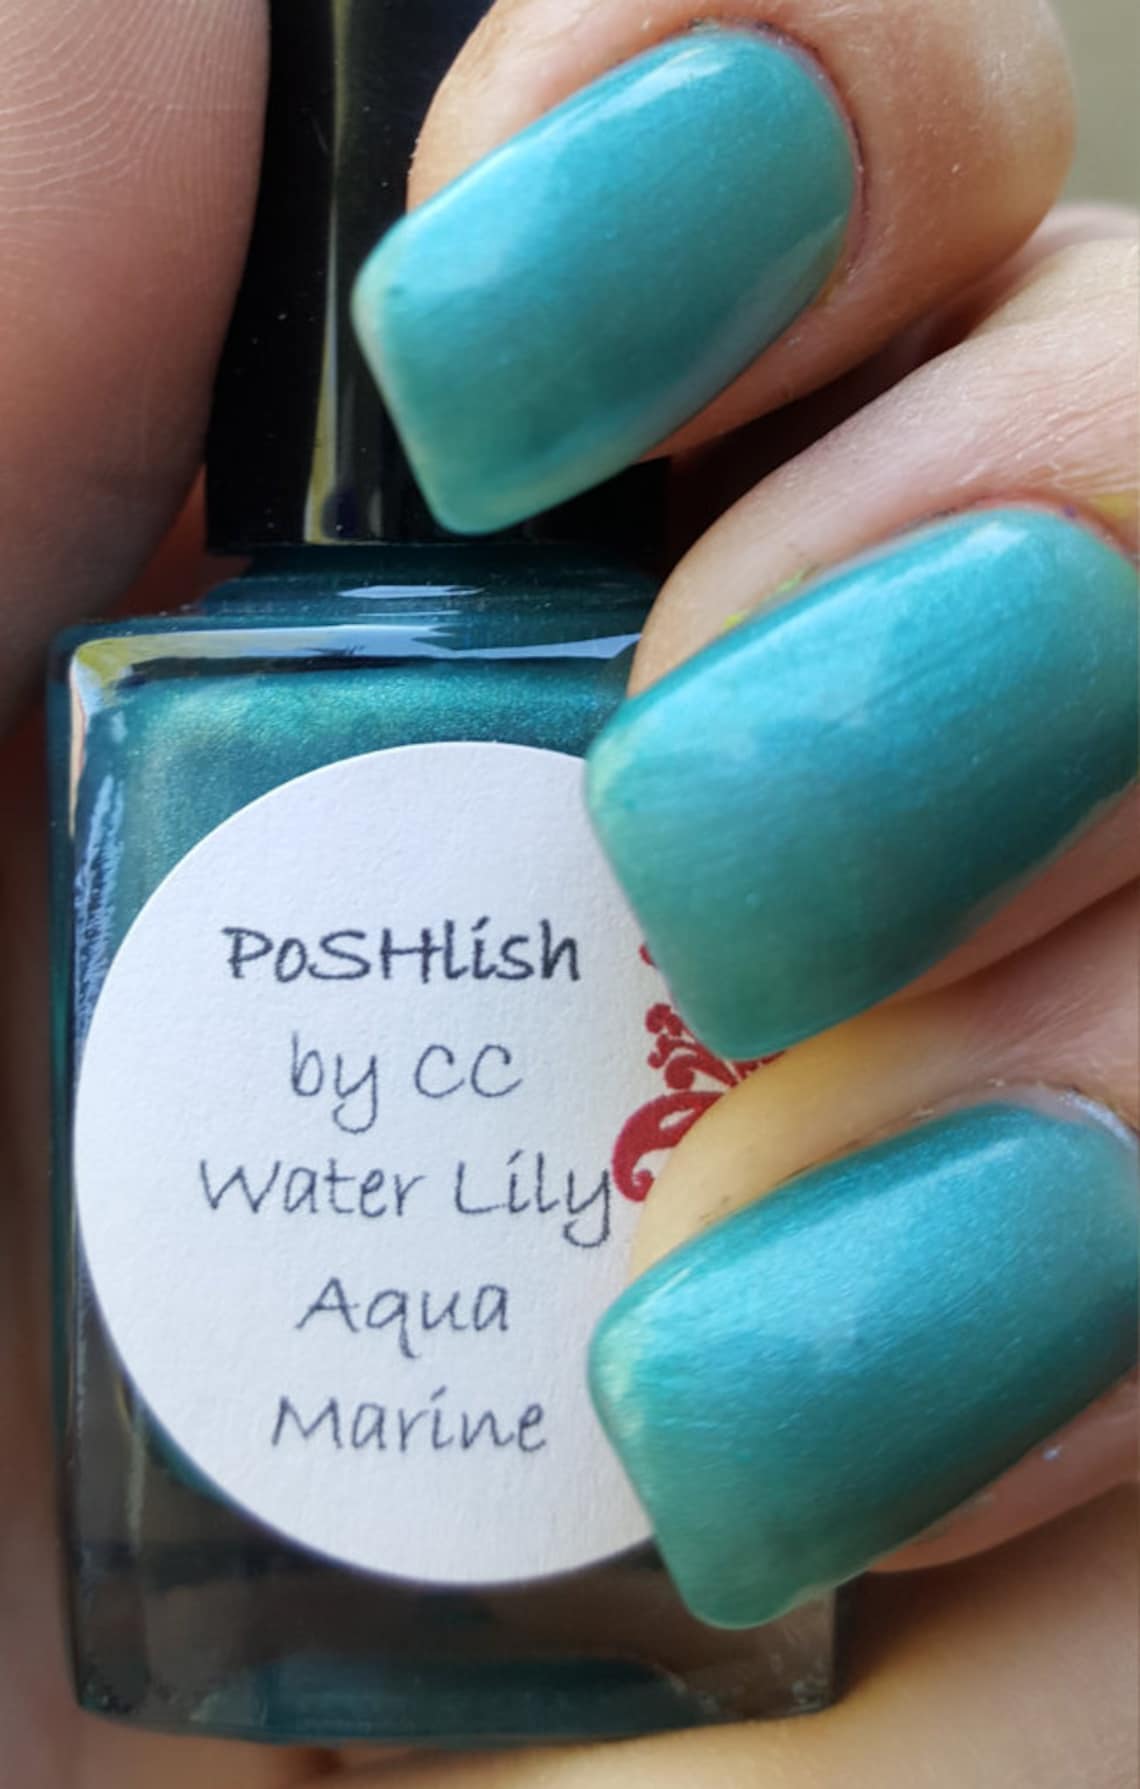 PoSHlish
by CC
Water Lily
Aqua
Marine